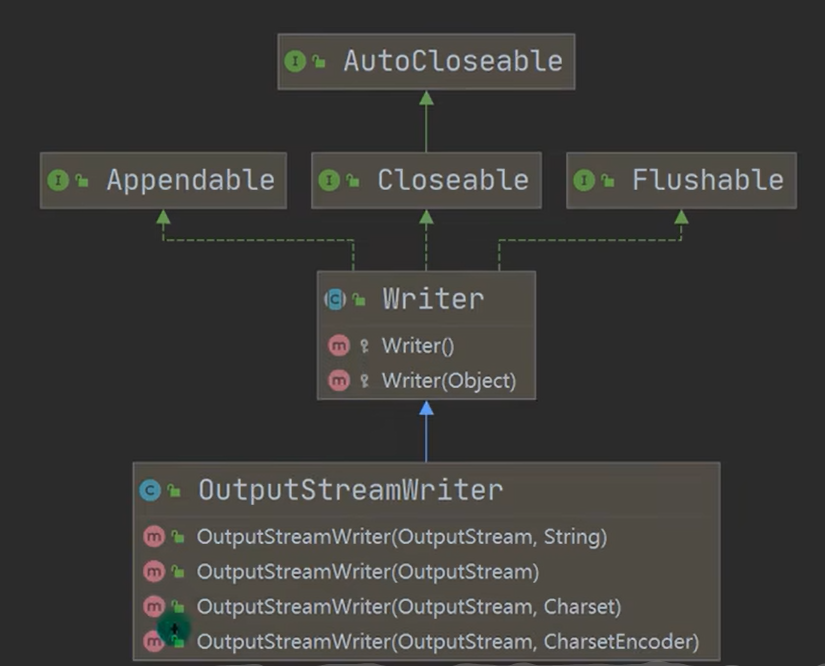 AutoCloseable
Appendable
Closeable
Flushable
Writer
Writer()
Writer(Object)
OutputStreamWriter
OutputStreamWriter(OutputStream, String)
OutputStreamWriter(OutputStream)
OutputStreamWriter(OutputStream, Charset)
OutputStreamWriter(OutputStream, CharsetEncoder)